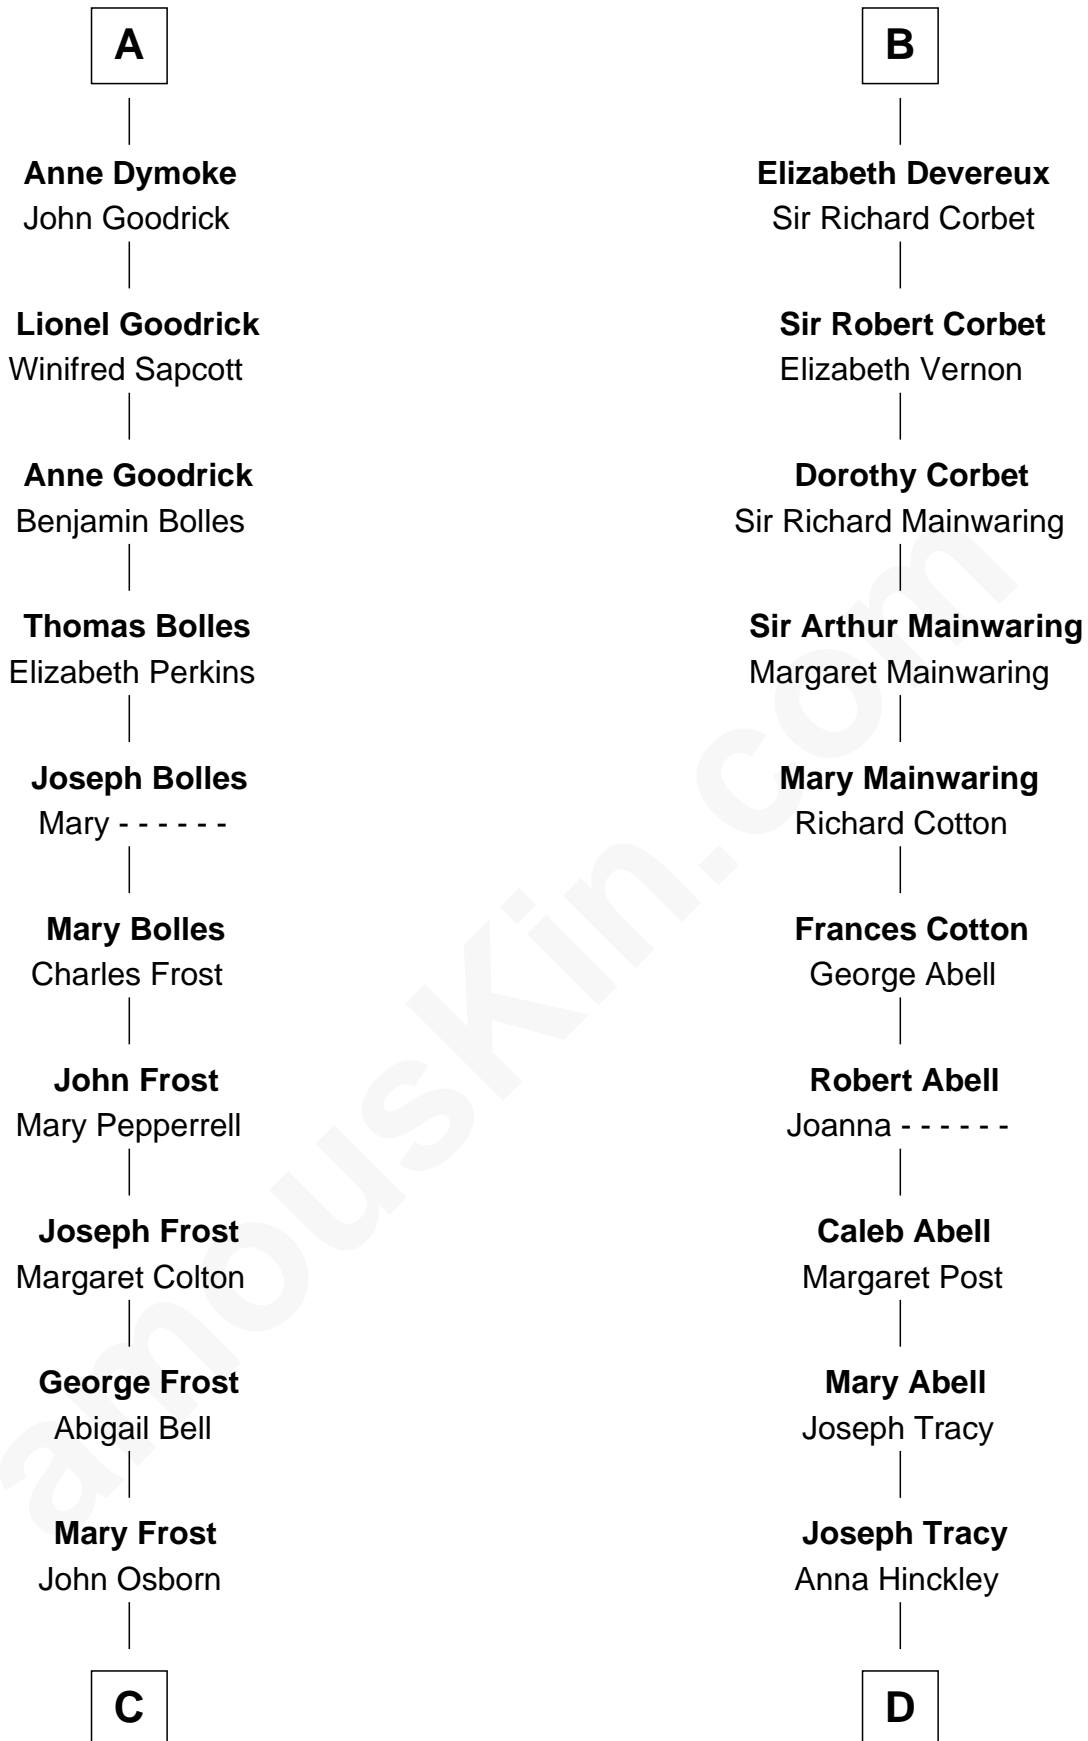 A
Anne Dymoke
John Goodrick
Lionel Goodrick
Winifred Sapcott
Anne Goodrick
Benjamin Bolles
Thomas Bolles
Elizabeth Perkins
Joseph Bolles
Mary - - - - - -
Mary Bolles
Charles Frost
John Frost
Mary Pepperrell
Joseph Frost
Margaret Colton
George Frost
Abigail Bell
Mary Frost
John Osborn
C
B
Elizabeth Devereux
Sir Richard Corbet
Sir Robert Corbet
Elizabeth Vernon
Dorothy Corbet
Sir Richard Mainwaring
Sir Arthur Mainwaring
Margaret Mainwaring
Mary Mainwaring
Richard Cotton
Frances Cotton
George Abell
Robert Abell
Joanna - - - - - -
Caleb Abell
Margaret Post
Mary Abell
Joseph Tracy
Joseph Tracy
Anna Hinckley
D
amousKin.com